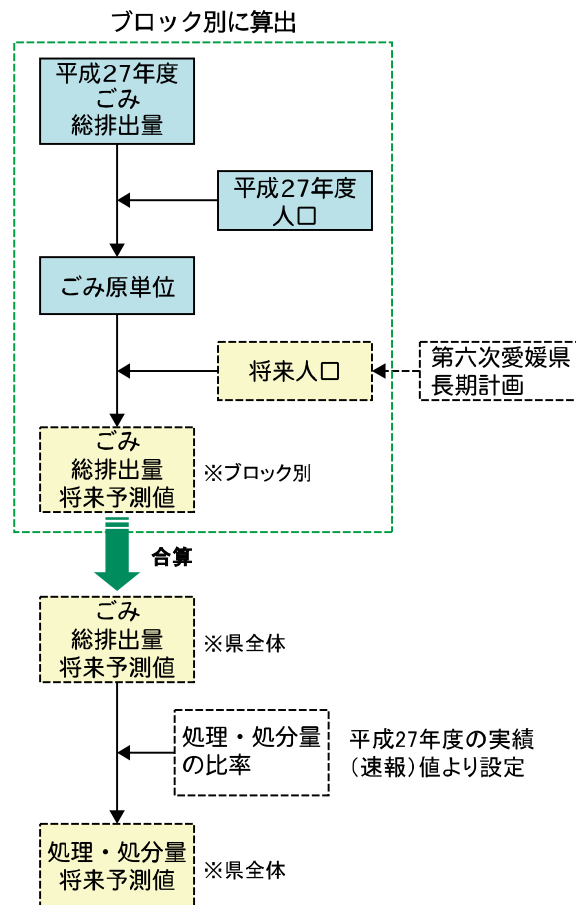 ブロック別に算出
平成27年度
ごみ
総排出量
平成27年度
人口
ごみ原単位
将来人口
第六次愛媛県
長期計画
ごみ
総排出量
将来予測値
※ブロック別
合算
ごみ
総排出量
将来予測値
※県全体
処理・処分量
の比率
平成27年度の実績
(速報)値より設定
処理・処分量
将来予測値
※県全体